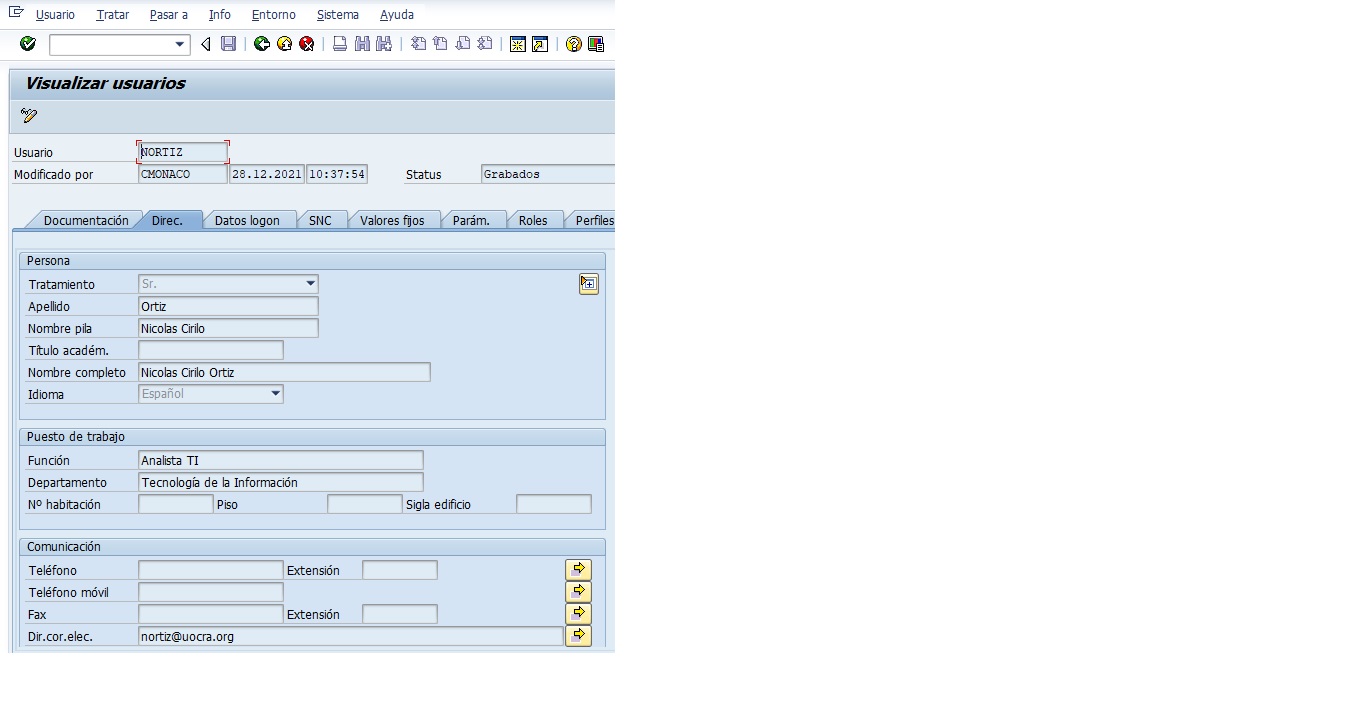 Usuario Tratar Pasar a Info Entorno Sistema Ayuda
Visualizar usuarios
Usuario NORTIZ
Modificado por CMONACO 28.12.2021 10:37:54 Status Grabados
Documentación Direc. Datos logon SNC Valores fijos Parám. Roles Perfiles
Persona
Tratamiento Sr.
Apellido Ortiz
Nombre pila Nicolas Cirilo
Título académ.
Nombre completo Nicolas Cirilo Ortiz
Idioma Español
Puesto de trabajo
Función Analista TI
Departamento Tecnología de la Información
Nº habitación Piso Sigla edificio
Comunicación
Teléfono Extensión
Teléfono móvil
Fax Extensión
Dir.cor.elec. nortiz@uocra.org